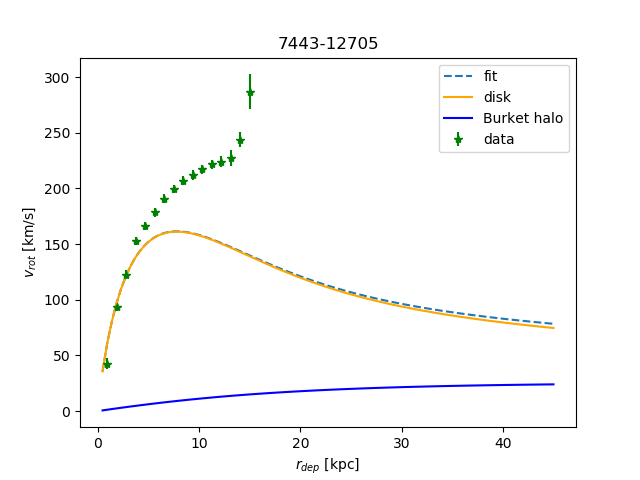 7443-12705
300
250
200
150
100
50
0
v_rot [km/s]
0 10 20 30 40
r_dep [kpc]
fit
disk
Burket halo
data